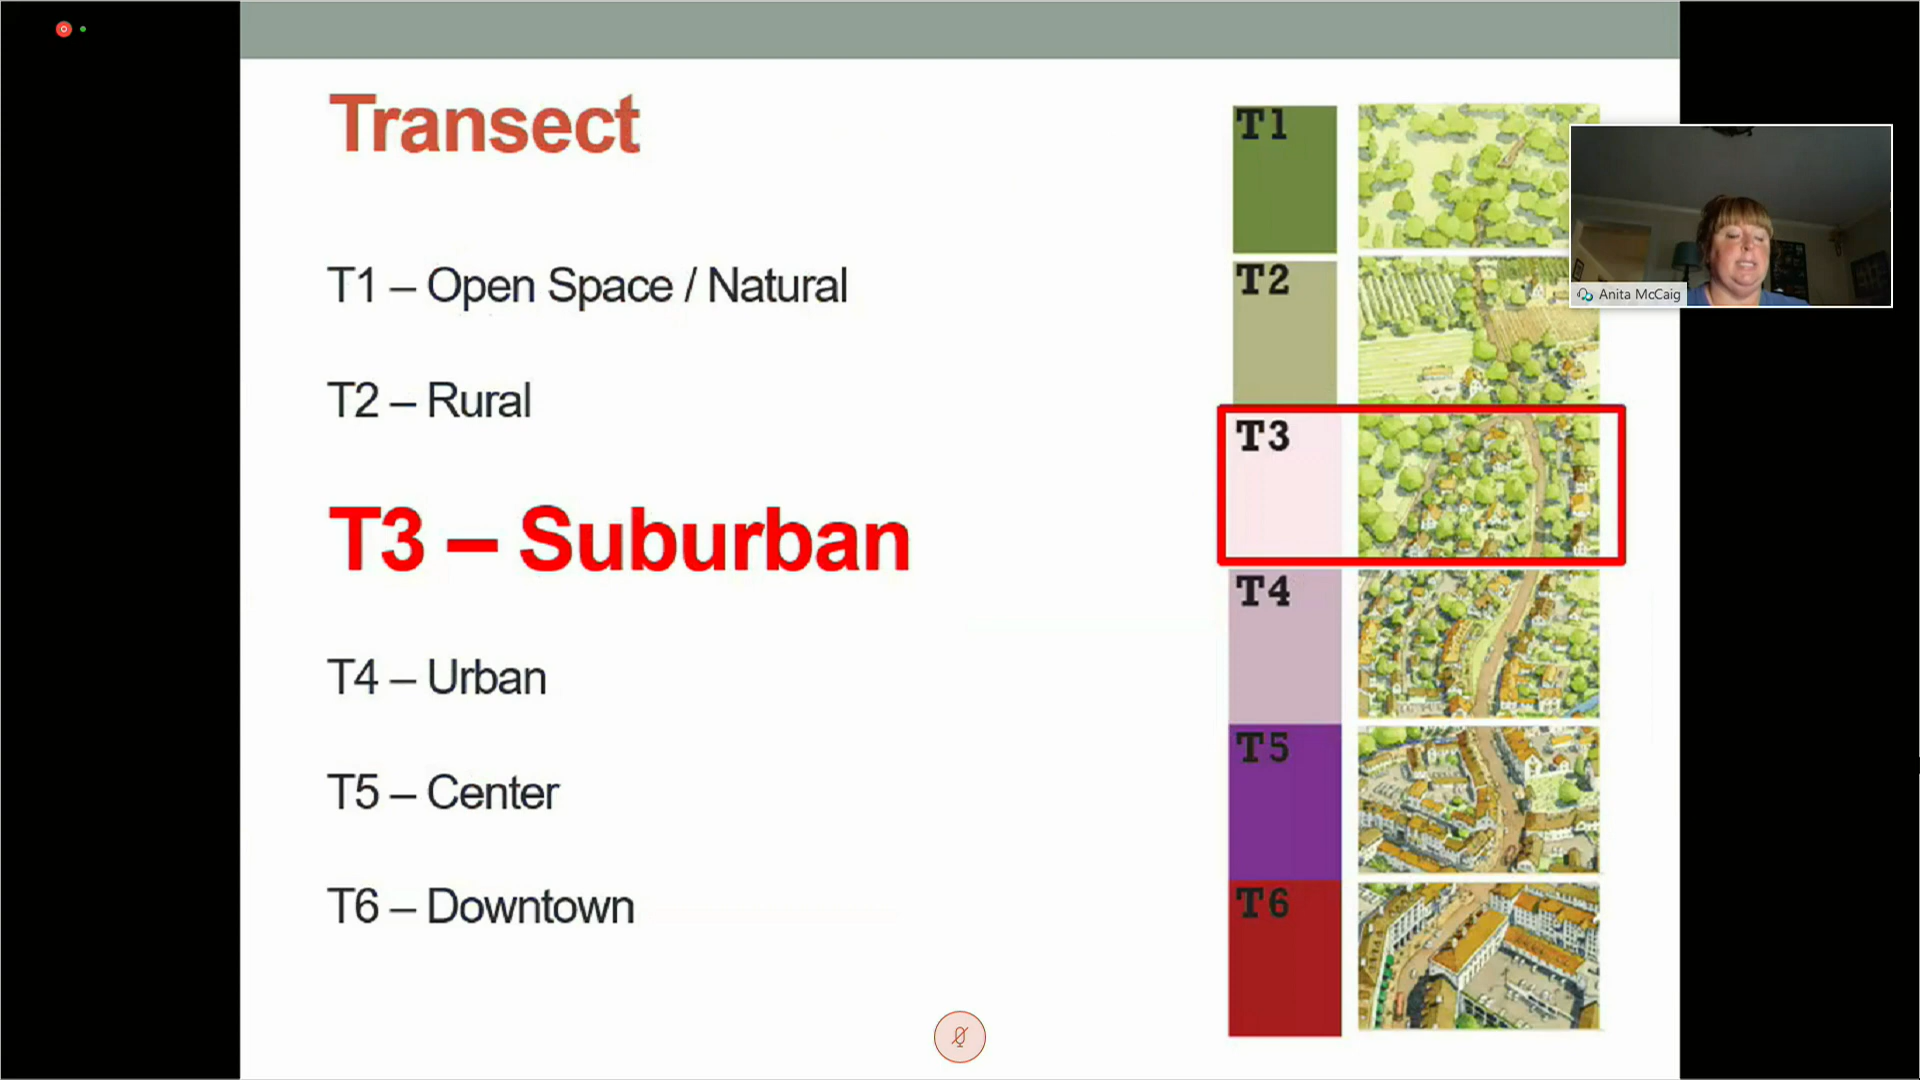 Transect
T1 – Open Space / Natural
T2 – Rural
T3 – Suburban
T4 – Urban
T5 – Center
T6 – Downtown
T1
T2
T3
T4
T5
T6
Anita McCaig